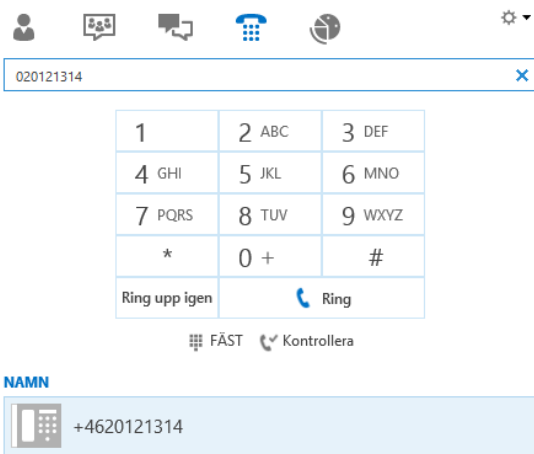 020121314
1 2 ABC 3 DEF
4 GHI 5 JKL 6 MNO
7 PQRS 8 TUV 9 WXYZ
* 0 + #
Ring upp igen Ring
FÄST Kontrollera
NAMN
+4620121314